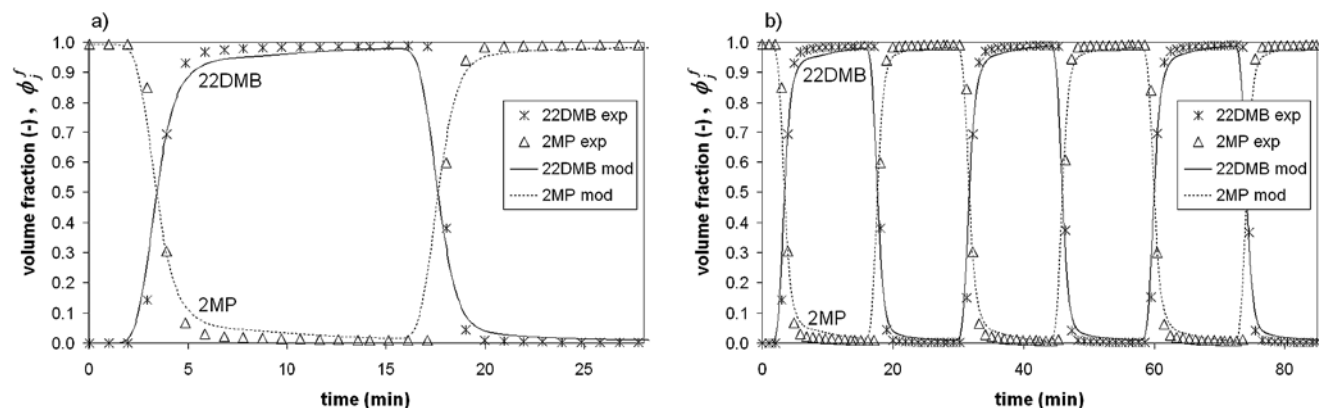 a)
1.0
0.9
0.8
0.7
0.6
0.5
0.4
0.3
0.2
0.1
0.0
volume fraction (-) , ϕ_j^f
22DMB
2MP
22DMB exp
2MP exp
22DMB mod
2MP mod
0 5 10 15 20 25
time (min)
b)
1.0
0.9
0.8
0.7
0.6
0.5
0.4
0.3
0.2
0.1
0.0
volume fraction (-) , ϕ_j^f
22DMB
2MP
22DMB exp
2MP exp
22DMB mod
2MP mod
0 20 40 60 80
time (min)